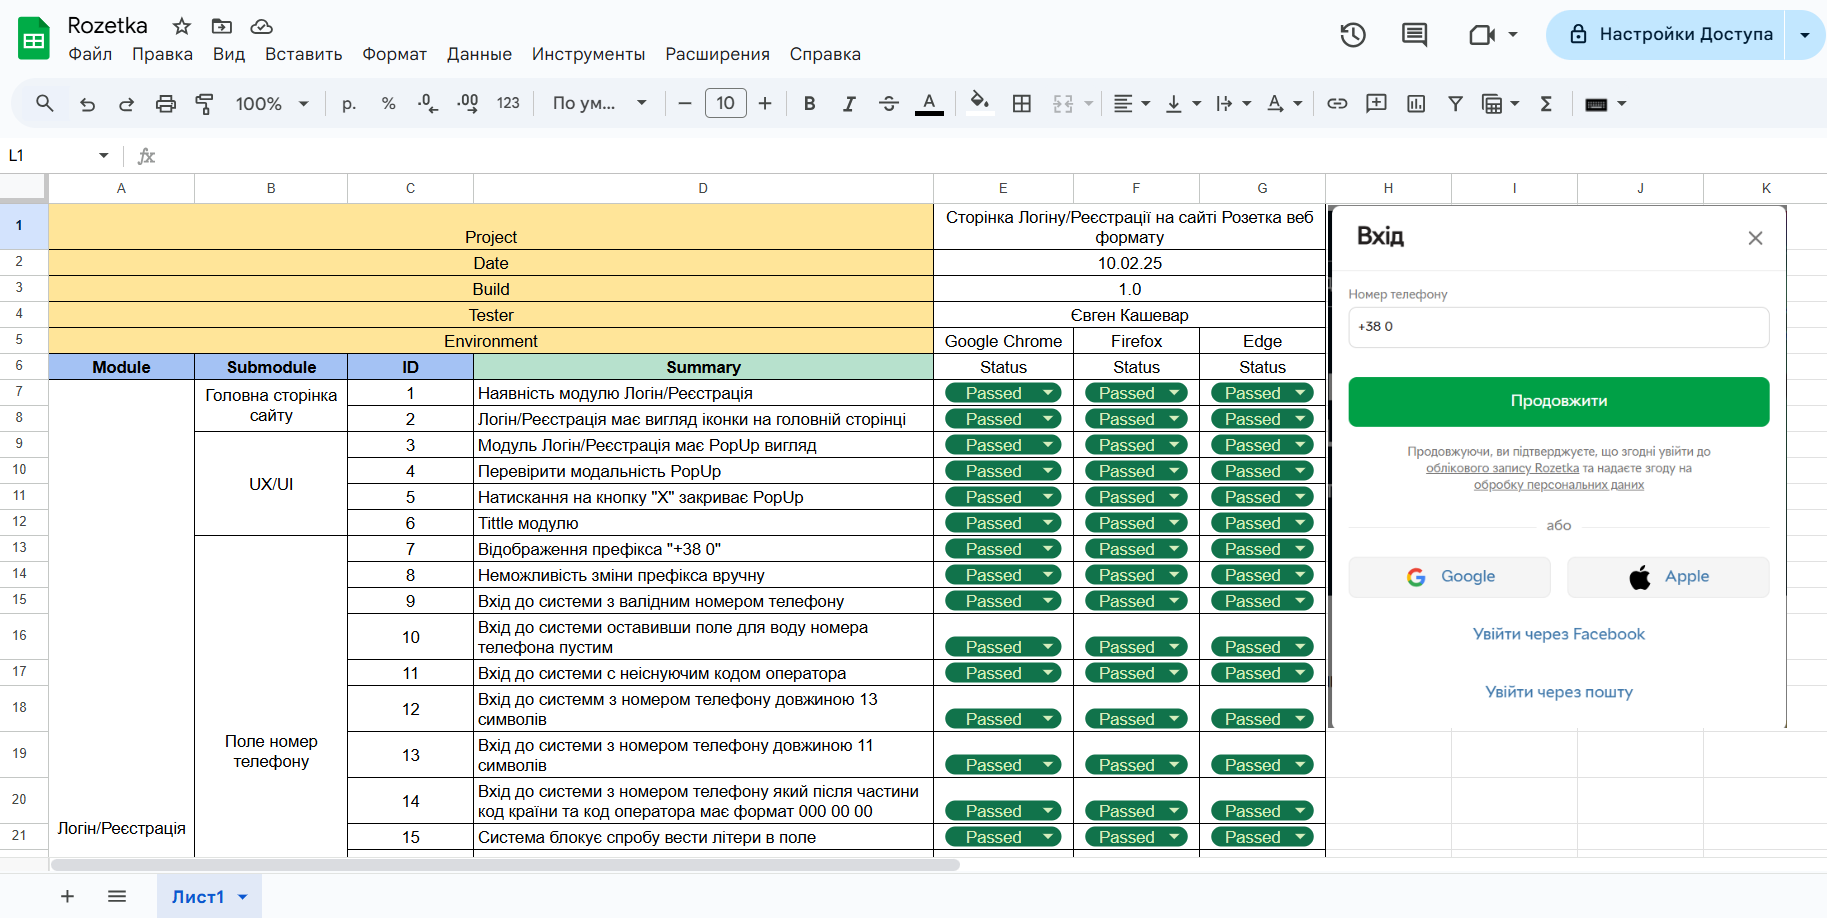 Rozetka
Файл Правка Вид Вставить Формат Данные Инструменты Расширения Справка
Настройки Доступа
100% р. % .0 .00 123 По ум... 10 B I A
L1
fx
A B C D E F G H I J K
1 Project Сторінка Логіну/Реєстрації на сайті Розетка веб
формату
2 Date 10.02.25
3 Build 1.0
4 Tester Євген Кашевар
5 Environment Google Chrome Firefox Edge
6 Module Submodule ID Summary Status Status Status
7 Головна сторінка 1 Наявність модулю Логін/Реєстрація Passed Passed Passed
8 сайту 2 Логін/Реєстрація має вигляд іконки на головній сторінці Passed Passed Passed
9 3 Модуль Логін/Реєстрація має PopUp вигляд Passed Passed Passed
10 UX/UI 4 Перевірити модальність PopUp Passed Passed Passed
11 5 Натискання на кнопку "X" закриває PopUp Passed Passed Passed
12 6 Tittle модулю Passed Passed Passed
13 7 Відображення префікса "+38 0" Passed Passed Passed
14 8 Неможливість зміни префікса вручну Passed Passed Passed
15 9 Вхід до системи з валідним номером телефону Passed Passed Passed
16 10 Вхід до системи оставивши поле для воду номера
телефона пустим Passed Passed Passed
17 11 Вхід до системи с неіснуючим кодом оператора Passed Passed Passed
18 12 Вхід до системм з номером телефону довжиною 13
символів Passed Passed Passed
19 Поле номер
телефону 13 Вхід до системи з номером телефону довжиною 11
символів Passed Passed Passed
20 14 Вхід до системи з номером телефону який після частини
код країни та код оператора має формат 000 00 00 Passed Passed Passed
21 Логін/Реєстрація 15 Система блокує спробу вести літери в поле Passed Passed Passed
Вхід
Номер телефону
+38 0
Продовжити
Продовжуючи, ви підтверджуєте, що згодні увійти до
облікового запису Rozetka та надаєте згоду на
обробку персональних даних
або
Google Apple
Увійти через Facebook
Увійти через пошту
Лист1